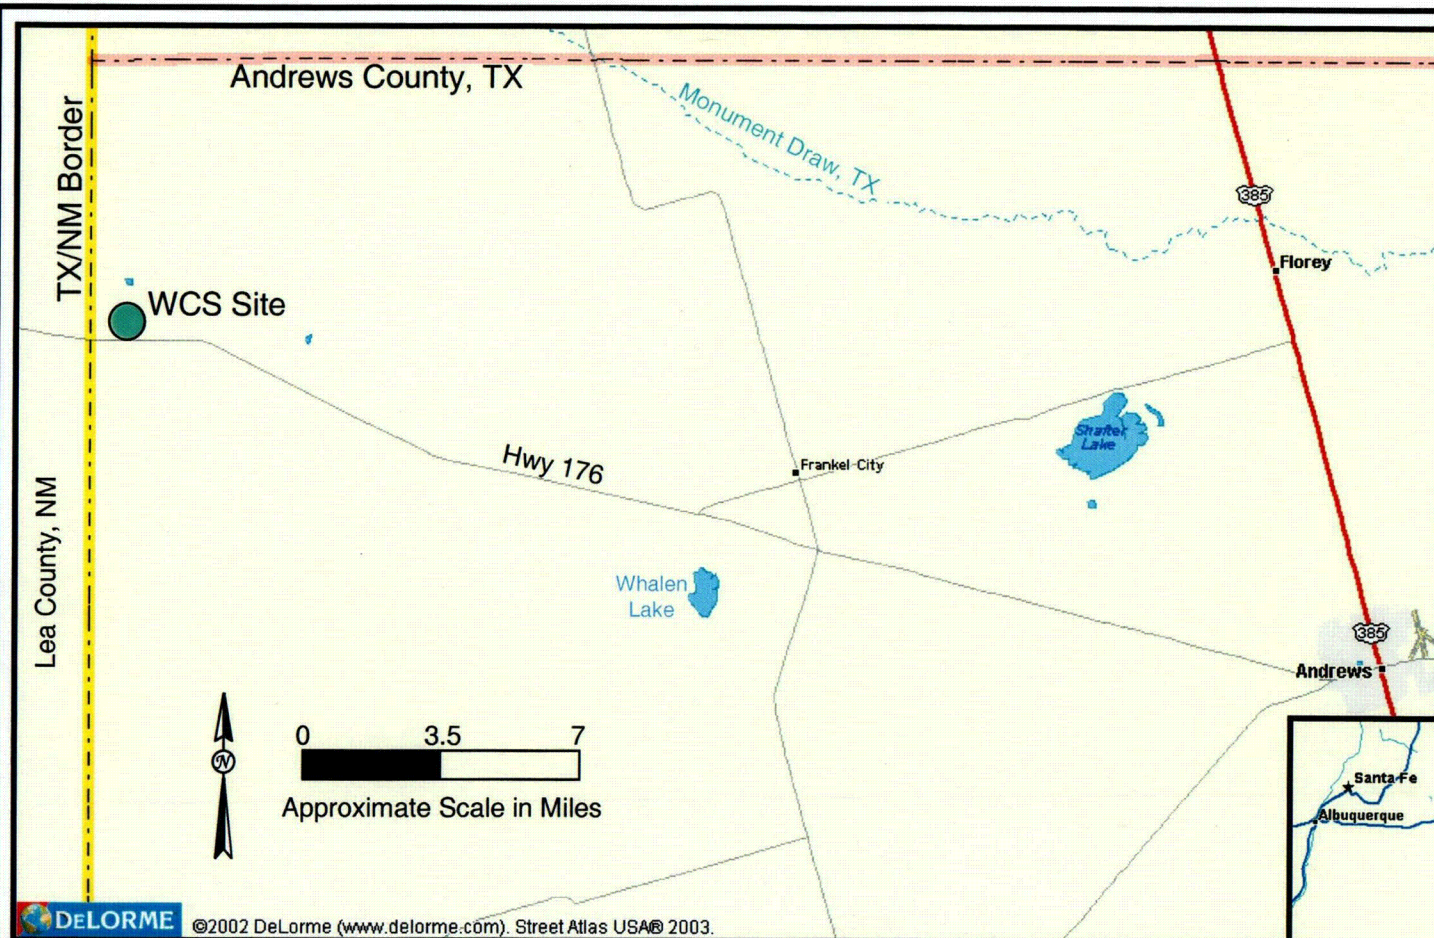 Andrews County, TX
TX/NM Border
Monument Draw, TX
385
Florey
WCS Site
Shafter
Lake
Hwy 176
Frankel City
Lea County, NM
Whalen
Lake
385
Andrews
0 3.5 7
N
Approximate Scale in Miles
Santa Fe
Albuquerque
DELORME
©2002 DeLorme (www.delorme.com). Street Atlas USA® 2003.